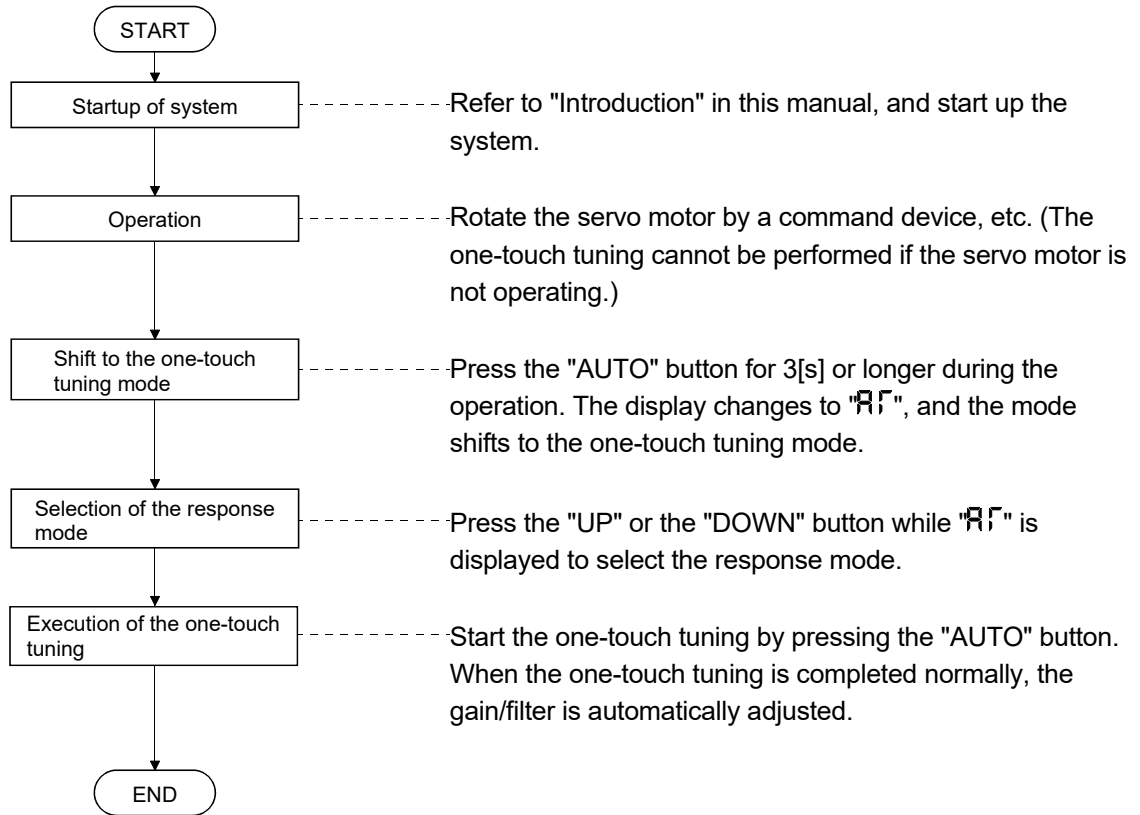 START
Startup of system
Refer to "Introduction" in this manual, and start up the
system.
Operation
Rotate the servo motor by a command device, etc. (The
one-touch tuning cannot be performed if the servo motor is
not operating.)
Shift to the one-touch
tuning mode
Press the "AUTO" button for 3[s] or longer during the
operation. The display changes to "AΓ", and the mode
shifts to the one-touch tuning mode.
Selection of the response
mode
Press the "UP" or the "DOWN" button while "AΓ" is
displayed to select the response mode.
Execution of the one-touch
tuning
Start the one-touch tuning by pressing the "AUTO" button.
When the one-touch tuning is completed normally, the
gain/filter is automatically adjusted.
END